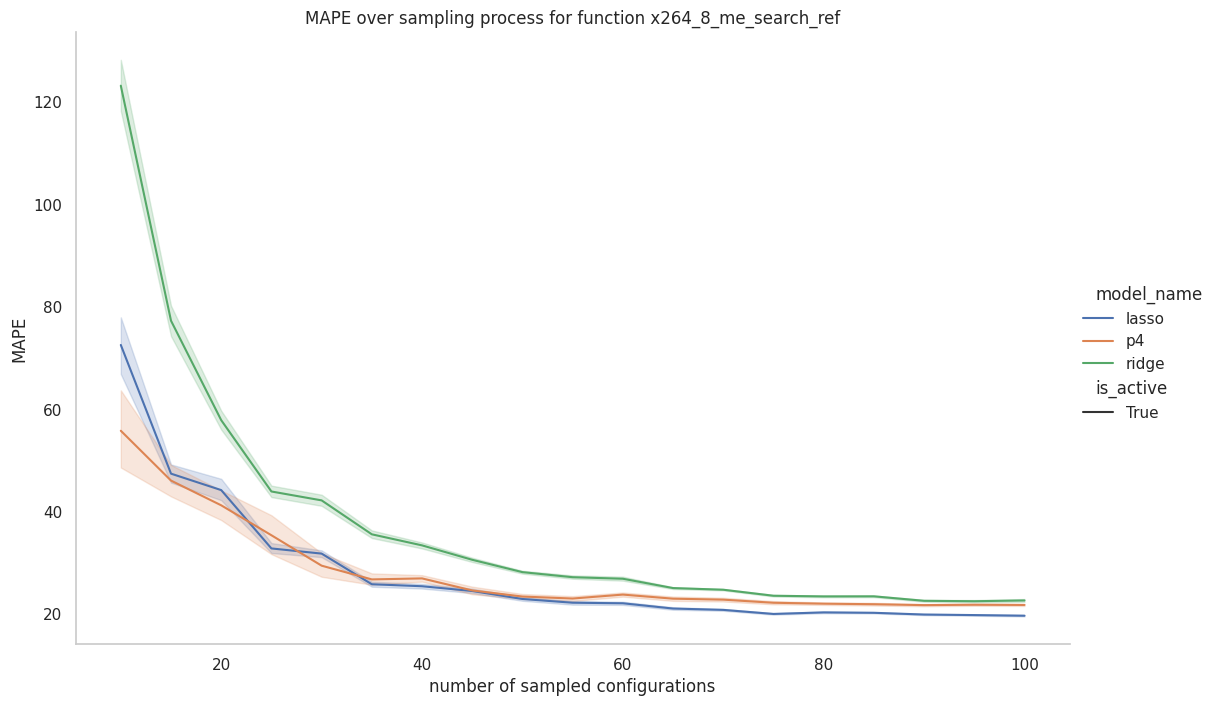 MAPE over sampling process for function x264_8_me_search_ref
120
100
80
60
40
20
MAPE
20
40
60
80
100
number of sampled configurations
model_name
lasso
p4
ridge
is_active
True